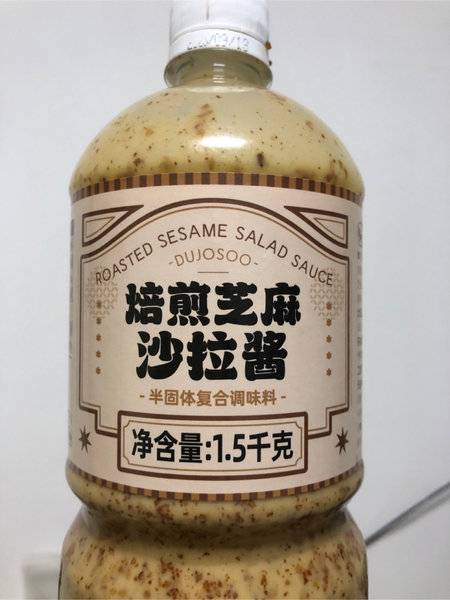 ROASTED SESAME SALAD SAUCE
-DUJOSOO-
焙煎芝麻
沙拉酱
- 半固体复合调味料 -
净含量:1.5千克